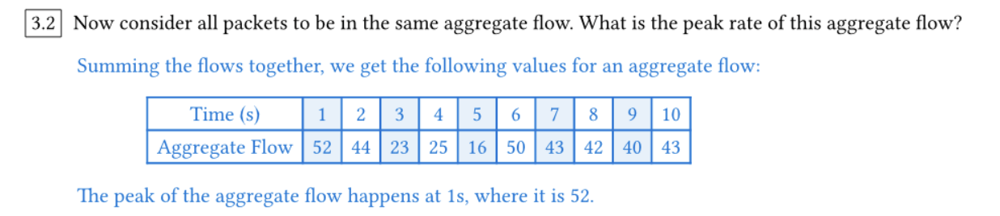 3.2 Now consider all packets to be in the same aggregate flow. What is the peak rate of this aggregate flow?
Summing the flows together, we get the following values for an aggregate flow:
Time (s) 1 2 3 4 5 6 7 8 9 10
Aggregate Flow 52 44 23 25 16 50 43 42 40 43
The peak of the aggregate flow happens at 1s, where it is 52.